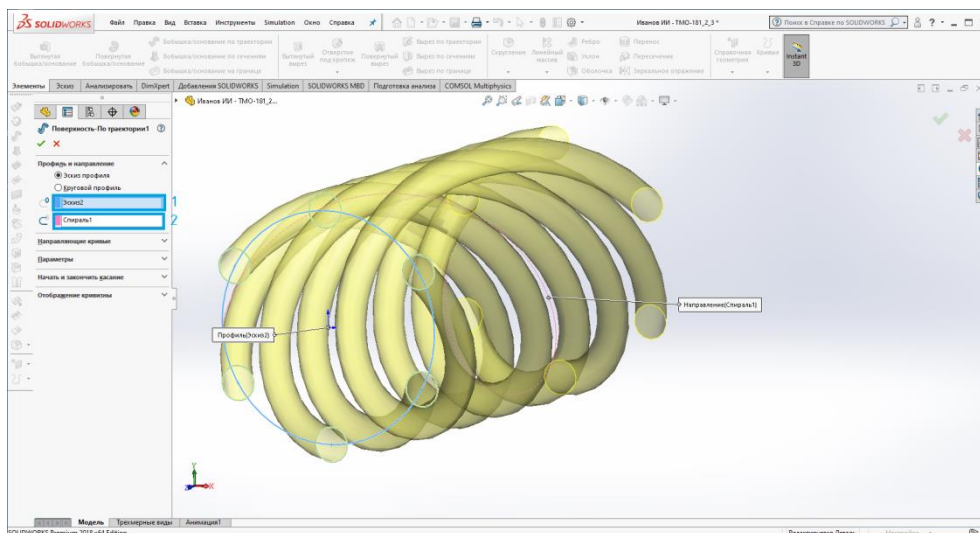 SOLIDWORKS
Файл Правка Вид Вставка Инструменты Simulation Окно Справка
Иванов ИИ - ТМО-181_2_3 *
Поиск в Справке по SOLIDWORKS
Вытянутая бобышка/основание
Повернутая бобышка/основание
Бобышка/основание по траектории
Бобышка/основание по сечениям
Бобышка/основание на границе
Вытянутый вырез
Отверстие под крепеж
Повернутый вырез
Вырез по траектории
Вырез по сечениям
Вырез по границе
Скругление
Линейный массив
Ребро
Уклон
Оболочка
Перенос
Пересечение
Зеркальное отражение
Справочная геометрия
Кривые
Instant 3D
Элементы Эскиз Анализировать DimXpert Добавления SOLIDWORKS Simulation SOLIDWORKS MBD Подготовка анализа COMSOL Multiphysics
Иванов ИИ - ТМО-181_2...
Поверхность-По траектории1
Профиль и направление
Эскиз профиля
Круговой профиль
Эскиз2 1
Спираль1 2
Направляющие кривые
Параметры
Начать и закончить касание
Отображение кривизны
Направление(Спираль1)
Профиль(Эскиз2)
Y
X
Модель Трехмерные виды Анимация1
SOLIDWORKS Premium 2018 x64 Edition
Редактируется Деталь Настройка